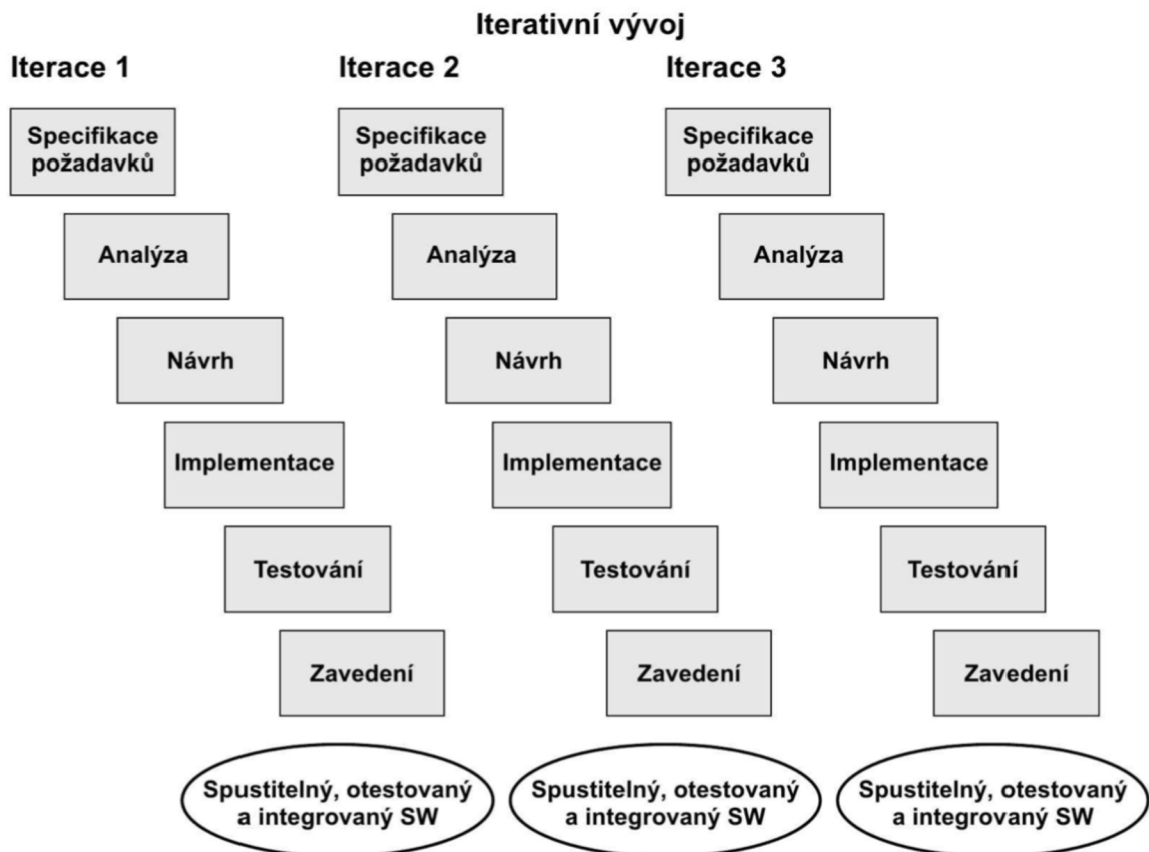 Iterativní vývoj
Iterace 1
Iterace 2
Iterace 3
Specifikace
požadavků
Specifikace
požadavků
Specifikace
požadavků
Analýza
Analýza
Analýza
Návrh
Návrh
Návrh
Implementace
Implementace
Implementace
Testování
Testování
Testování
Zavedení
Zavedení
Zavedení
Spustitelný, otestovaný
a integrovaný SW
Spustitelný, otestovaný
a integrovaný SW
Spustitelný, otestovaný
a integrovaný SW